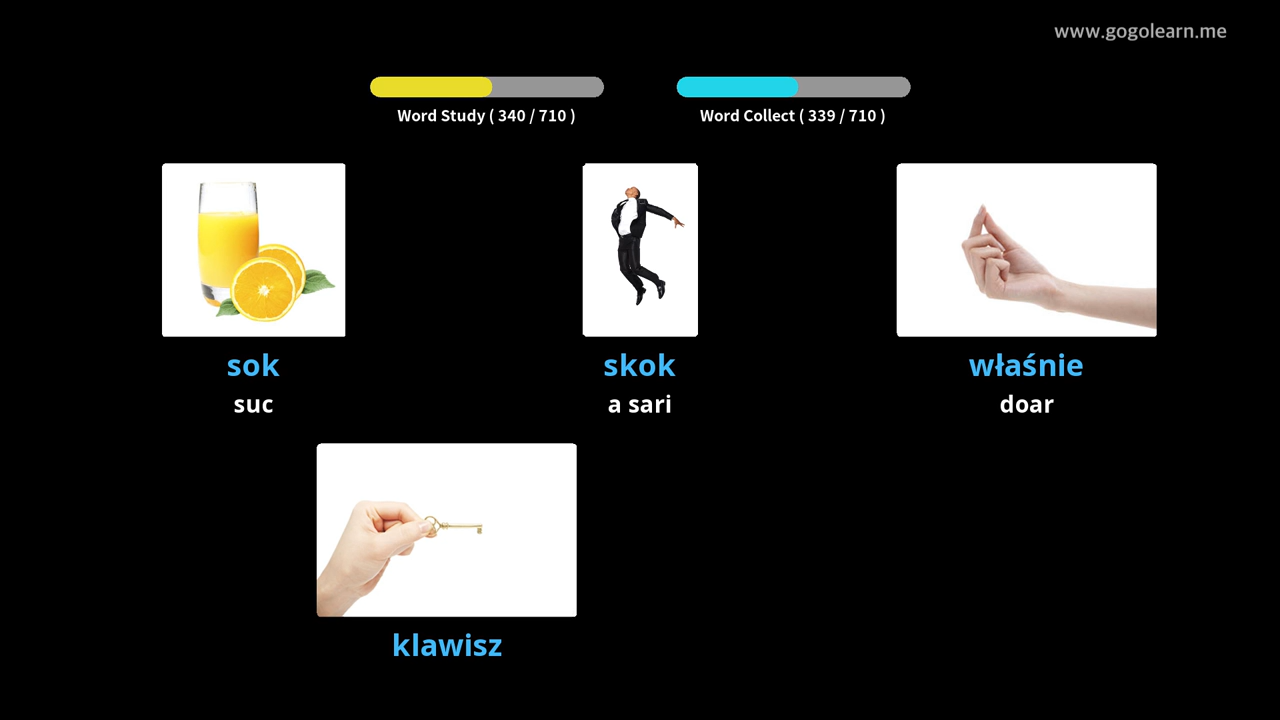 www.gogolearn.me
Word Study ( 340 / 710 )
Word Collect ( 339 / 710 )
sok
suc
skok
a sari
właśnie
doar
klawisz